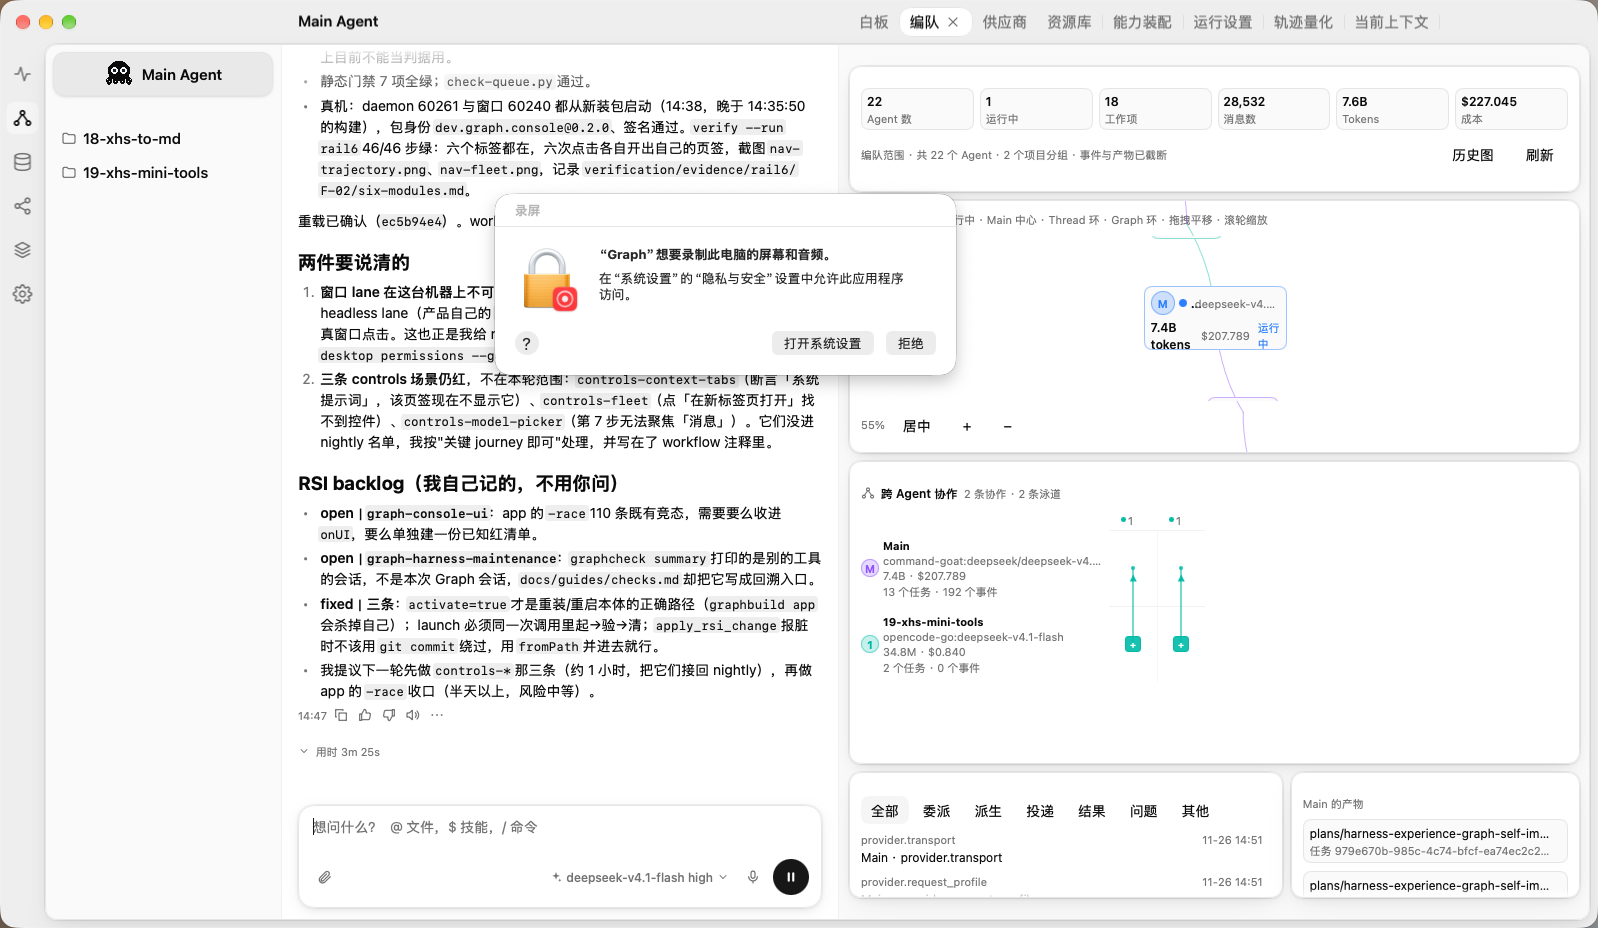 Main Agent
白板
编队
供应商
资源库
能力装配
运行设置
轨迹量化
当前上下文
Main Agent
18-xhs-to-md
19-xhs-mini-tools
上目前不能当判据用。
• 静态门禁 7 项全绿；check-queue.py 通过。
• 真机：daemon 60261 与窗口 60240 都从新装包启动（14:38，晚于 14:35:50
的构建），包身份 dev.graph.console@0.2.0、签名通过。verify --run
rail6 46/46 步绿：六个标签都在，六次点击各自开出自己的页签，截图 nav-
trajectory.png、nav-fleet.png，记录 verification/evidence/rail6/
F-02/six-modules.md。
重载已确认（ec5b94e4）。
两件要说清的
1. 窗口 lane 在这台机器上不可
headless lane（产品自己的
真窗口点击。这也正是我给
desktop permissions
2. 三条 controls 场景仍红，不在本轮范围：controls-context-tabs（断言「系统
提示词」，该页签现在不显示它）、controls-fleet（点「在新标签页打开」找
不到控件）、controls-model-picker（第 7 步无法聚焦「消息」）。它们没进
nightly 名单，我按"关键 journey 即可"处理，并写在了 workflow 注释里。
RSI backlog（我自己记的，不用你问）
• open | graph-console-ui：app 的 -race 110 条既有竞态，需要要么收进
onUI，要么单独建一份已知红清单。
• open | graph-harness-maintenance：graphcheck summary 打印的是别的工具
的会话，不是本次 Graph 会话，docs/guides/checks.md 却把它写成回溯入口。
• fixed | 三条：activate=true 才是重装/重启本体的正确路径（graphbuild app
会杀掉自己）；launch 必须同一次调用里起→验→清；apply_rsi_change 报脏
时不该用 git commit 绕过，用 fromPath 并进去就行。
• 我提议下一轮先做 controls-* 那三条（约 1 小时，把它们接回 nightly），再做
app 的 -race 收口（半天以上，风险中等）。
14:47
用时 3m 25s
想问什么? @ 文件，$ 技能，/ 命令
deepseek-v4.1-flash high
录屏
“Graph”想要录制此电脑的屏幕和音频。
在“系统设置”的“隐私与安全”设置中允许此应用程序
访问。
?
打开系统设置
拒绝
22
Agent 数
1
运行中
18
工作项
28,532
消息数
7.6B
Tokens
$227.045
成本
编队范围 · 共 22 个 Agent · 2 个项目分组 · 事件与产物已截断
历史图
刷新
行中 · Main 中心 · Thread 环 · Graph 环 · 拖拽平移 · 滚轮缩放
M
..deepseek-v4....
7.4B
tokens
$207.789
运行
中
55%
居中
+
−
跨 Agent 协作 2 条协作 · 2 条泳道
1
1
M
Main
command-goat:deepseek/deepseek-v4....
7.4B · $207.789
13 个任务 · 192 个事件
1
19-xhs-mini-tools
opencode-go:deepseek-v4.1-flash
34.8M · $0.840
2 个任务 · 0 个事件
+
+
全部
委派
派生
投递
结果
问题
其他
provider.transport
11-26 14:51
Main · provider.transport
provider.request_profile
11-26 14:51
Main 的产物
plans/harness-experience-graph-self-im...
任务 979e670b-985c-4c74-bfcf-ea74ec2c2...
plans/harness-experience-graph-self-im...